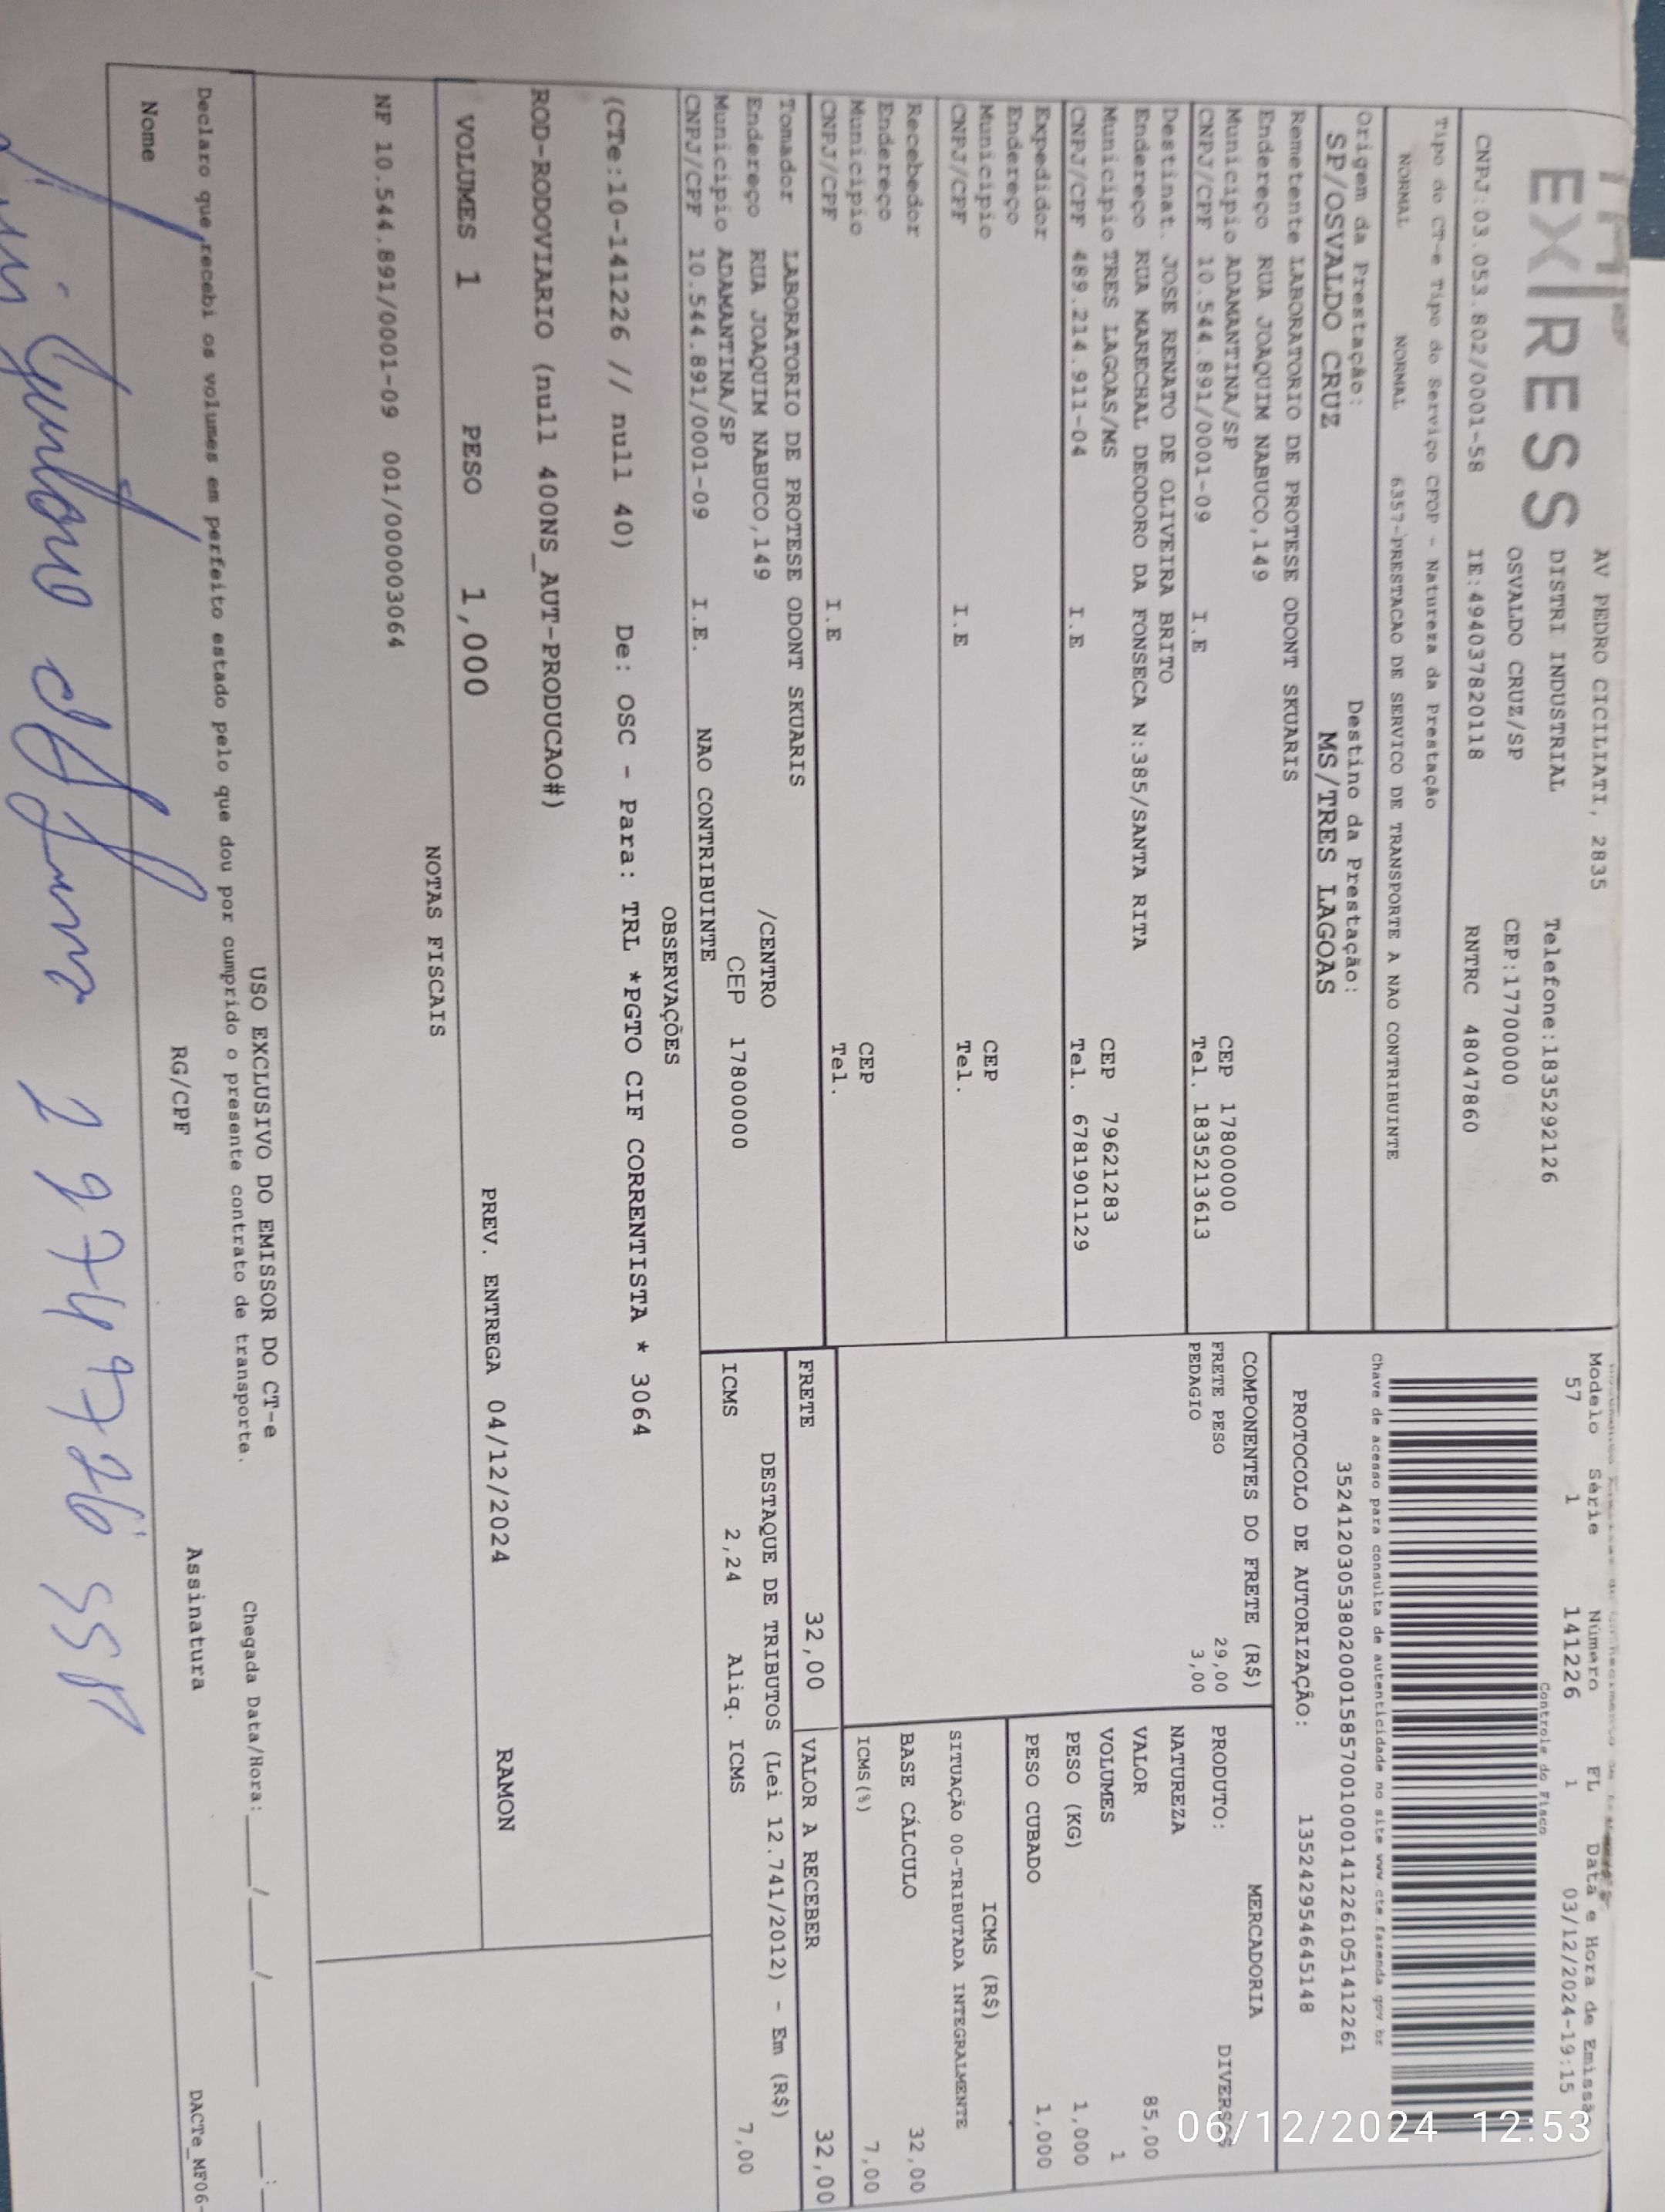 EXPRESS
AV PEDRO CICILIATI, 2835
DISTRI INDUSTRIAL Telefone:1835292126
OSVALDO CRUZ/SP CEP:17700000
CNPJ:03.053.802/0001-58 IE:494037820118 RNTRC 48047860
Tipo do CT-e Tipo do Serviço CFOP - Natureza da Prestação
NORMAL NORMAL 6357-PRESTACAO DE SERVICO DE TRANSPORTE A NAO CONTRIBUINTE
Origem da Prestação: Destino da Prestação:
SP/OSVALDO CRUZ MS/TRES LAGOAS
Modelo Série Número FL Data e Hora de Emissão
57 1 141226 1 03/12/2024-19:15
Controle do Fisco
Chave de acesso para consulta de autenticidade no site www.cte.fazenda.gov.br
35241203053802000158570010001412261051412261
PROTOCOLO DE AUTORIZAÇÃO: 135242954645148
Remetente LABORATORIO DE PROTESE ODONT SKUARIS
Endereço RUA JOAQUIM NABUCO,149
Municipio ADAMANTINA/SP CEP 17800000
CNPJ/CPF 10.544.891/0001-09 I.E Tel. 1835213613
Destinat. JOSE RENATO DE OLIVEIRA BRITO
Endereço RUA MARECHAL DEODORO DA FONSECA N:385/SANTA RITA
Municipio TRES LAGOAS/MS CEP 79621283
CNPJ/CPF 489.214.911-04 I.E Tel. 6781901129
Expedidor
Endereço
Municipio CEP
CNPJ/CPF I.E Tel.
Recebedor
Endereço
Municipio CEP
CNPJ/CPF I.E Tel.
Tomador LABORATORIO DE PROTESE ODONT SKUARIS
Endereço RUA JOAQUIM NABUCO,149 /CENTRO
Municipio ADAMANTINA/SP CEP 17800000
CNPJ/CPF 10.544.891/0001-09 I.E. NAO CONTRIBUINTE
COMPONENTES DO FRETE (R$)
FRETE PESO 29,00
PEDAGIO 3,00
MERCADORIA
PRODUTO: DIVERSOS
NATUREZA
VALOR 85,00
VOLUMES 1
PESO (KG) 1,000
PESO CUBADO 1,000
ICMS (R$)
SITUAÇÃO 00-TRIBUTADA INTEGRALMENTE
BASE CÁLCULO 32,00
ICMS(%) 7,00
FRETE 32,00 VALOR A RECEBER 32,00
DESTAQUE DE TRIBUTOS (Lei 12.741/2012) - Em (R$)
ICMS 2,24 Aliq. ICMS 7,00
OBSERVAÇÕES
(CTe:10-141226 // null 40) De: OSC - Para: TRL *PGTO CIF CORRENTISTA * 3064
ROD-RODOVIARIO (null 400NS_AUT-PRODUCAO#)
VOLUMES 1 PESO 1,000 PREV. ENTREGA 04/12/2024 RAMON
NOTAS FISCAIS
NF 10.544.891/0001-09 001/000003064
USO EXCLUSIVO DO EMISSOR DO CT-e
Declaro que recebi os volumes em perfeito estado pelo que dou por cumprido o presente contrato de transporte.
Chegada Data/Hora:
Nome RG/CPF Assinatura
DACTe_MF06-
06/12/2024 12:53